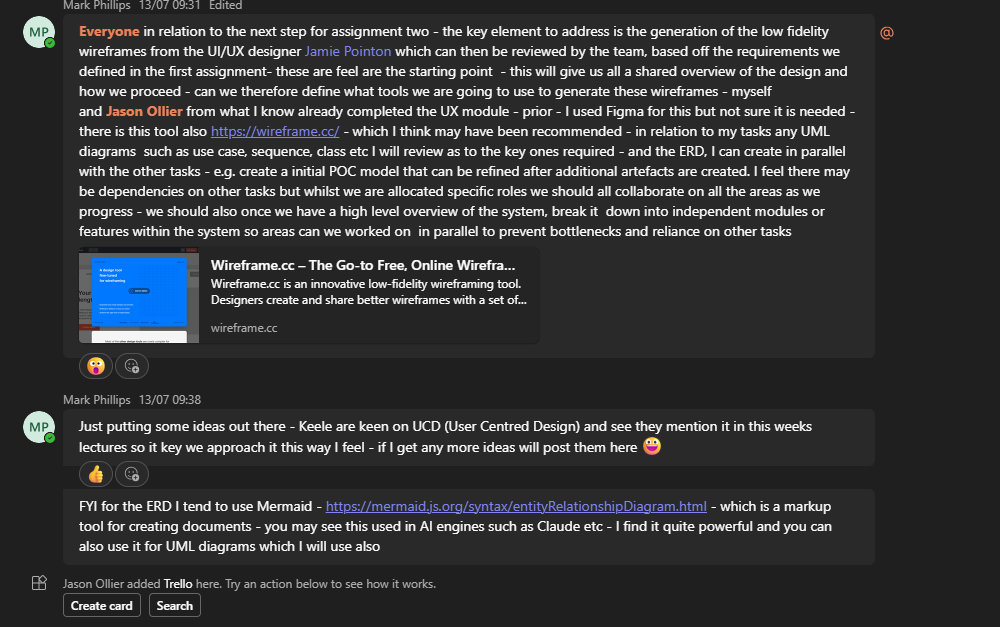 Mark Phillips 13/07 09:31 Edited
MP
Everyone in relation to the next step for assignment two - the key element to address is the generation of the low fidelity
wireframes from the UI/UX designer Jamie Pointon which can then be reviewed by the team, based off the requirements we
defined in the first assignment- these are feel are the starting point - this will give us all a shared overview of the design and
how we proceed - can we therefore define what tools we are going to use to generate these wireframes - myself
and Jason Ollier from what I know already completed the UX module - prior - I used Figma for this but not sure it is needed -
there is this tool also https://wireframe.cc/ - which I think may have been recommended - in relation to my tasks any UML
diagrams such as use case, sequence, class etc I will review as to the key ones required - and the ERD, I can create in parallel
with the other tasks - e.g. create a initial POC model that can be refined after additional artefacts are created. I feel there may
be dependencies on other tasks but whilst we are allocated specific roles we should all collaborate on all the areas as we
progress - we should also once we have a high level overview of the system, break it down into independent modules or
features within the system so areas can we worked on in parallel to prevent bottlenecks and reliance on other tasks
A design tool
fine-tuned
for wireframing
Wireframe.cc – The Go-to Free, Online Wirefra...
Wireframe.cc is an innovative low-fidelity wireframing tool.
Designers create and share better wireframes with a set of...
wireframe.cc
Mark Phillips 13/07 09:38
MP
Just putting some ideas out there - Keele are keen on UCD (User Centred Design) and see they mention it in this weeks
lectures so it key we approach it this way I feel - if I get any more ideas will post them here
FYI for the ERD I tend to use Mermaid - https://mermaid.js.org/syntax/entityRelationshipDiagram.html - which is a markup
tool for creating documents - you may see this used in AI engines such as Claude etc - I find it quite powerful and you can
also use it for UML diagrams which I will use also
Jason Ollier added Trello here. Try an action below to see how it works.
Create card Search